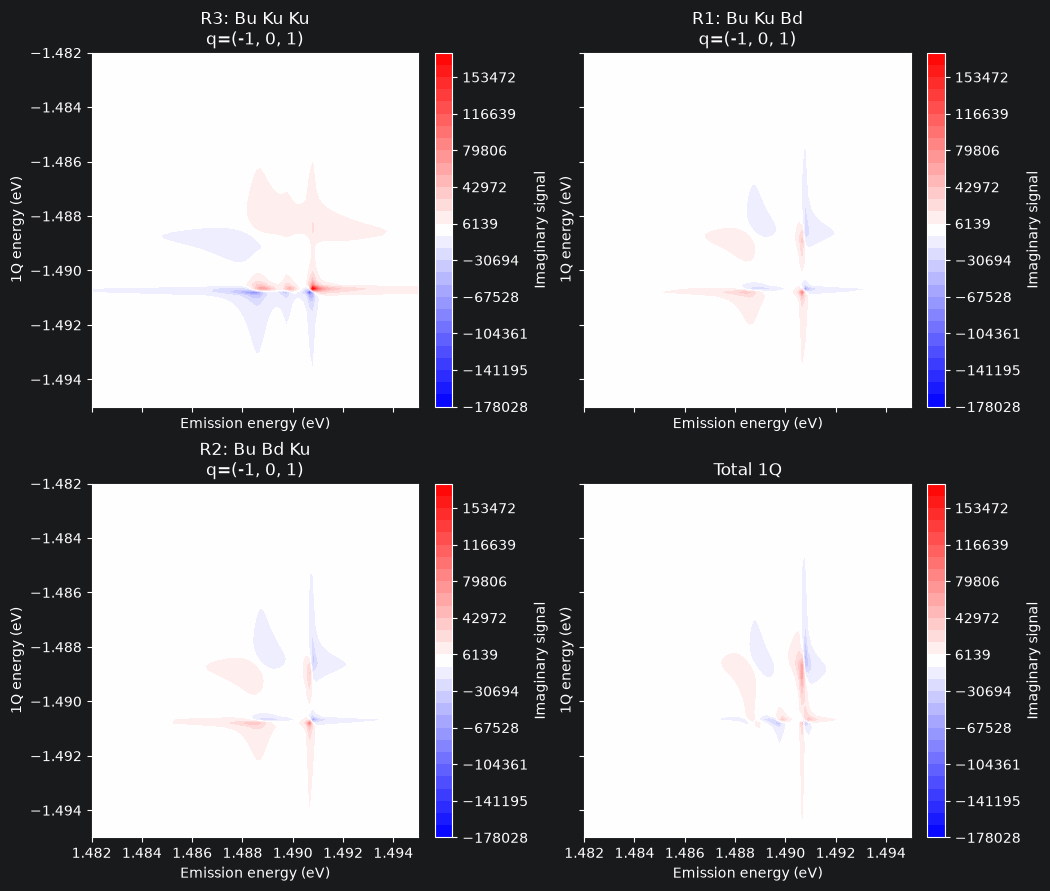 R3: Bu Ku Ku
q=(-1, 0, 1)
−1.482
−1.484
−1.486
−1.488
−1.490
−1.492
−1.494
1Q energy (eV)
Emission energy (eV)
153472
116639
79806
42972
6139
−30694
−67528
−104361
−141195
−178028
Imaginary signal
R1: Bu Ku Bd
q=(-1, 0, 1)
1Q energy (eV)
Emission energy (eV)
153472
116639
79806
42972
6139
−30694
−67528
−104361
−141195
−178028
Imaginary signal
R2: Bu Bd Ku
q=(-1, 0, 1)
−1.482
−1.484
−1.486
−1.488
−1.490
−1.492
−1.494
1Q energy (eV)
1.482 1.484 1.486 1.488 1.490 1.492 1.494
Emission energy (eV)
153472
116639
79806
42972
6139
−30694
−67528
−104361
−141195
−178028
Imaginary signal
Total 1Q
1Q energy (eV)
1.482 1.484 1.486 1.488 1.490 1.492 1.494
Emission energy (eV)
153472
116639
79806
42972
6139
−30694
−67528
−104361
−141195
−178028
Imaginary signal